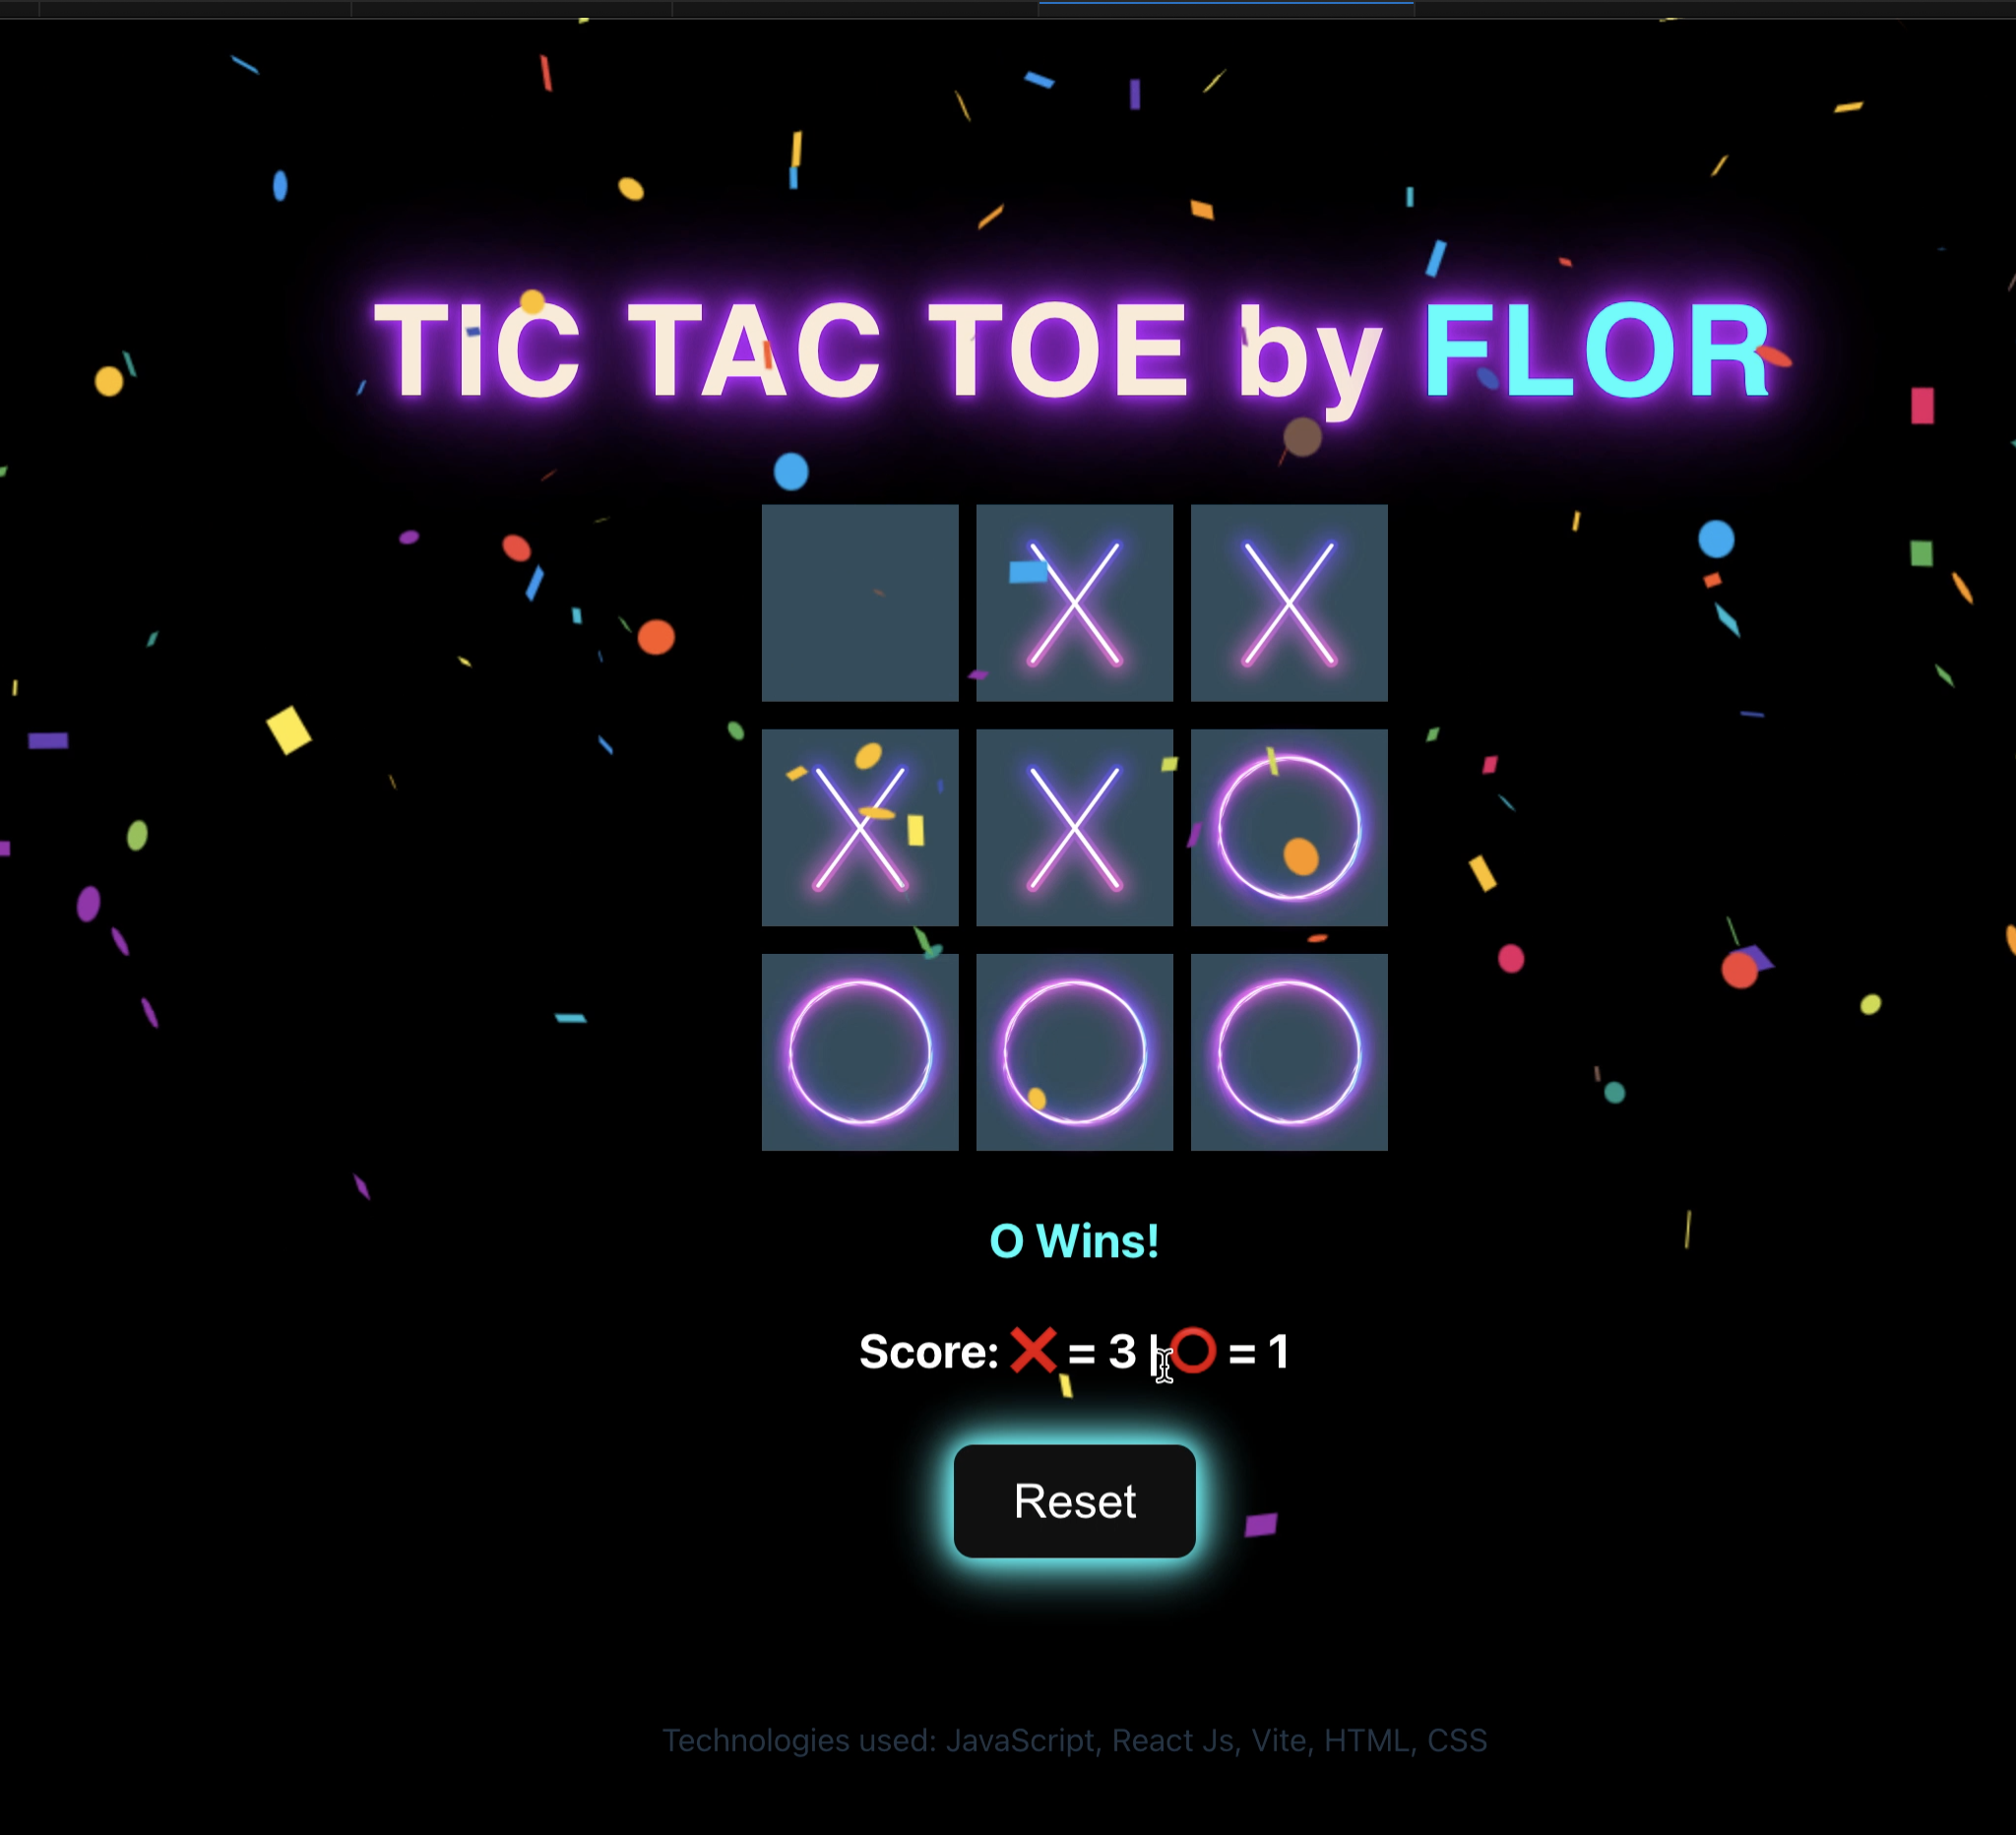 TIC TAC TOE by FLOR
X X
X X O
O O O
O Wins!
Score: ❌ = 3 | ⭕ = 1
Reset
Technologies used: JavaScript, React Js, Vite, HTML, CSS